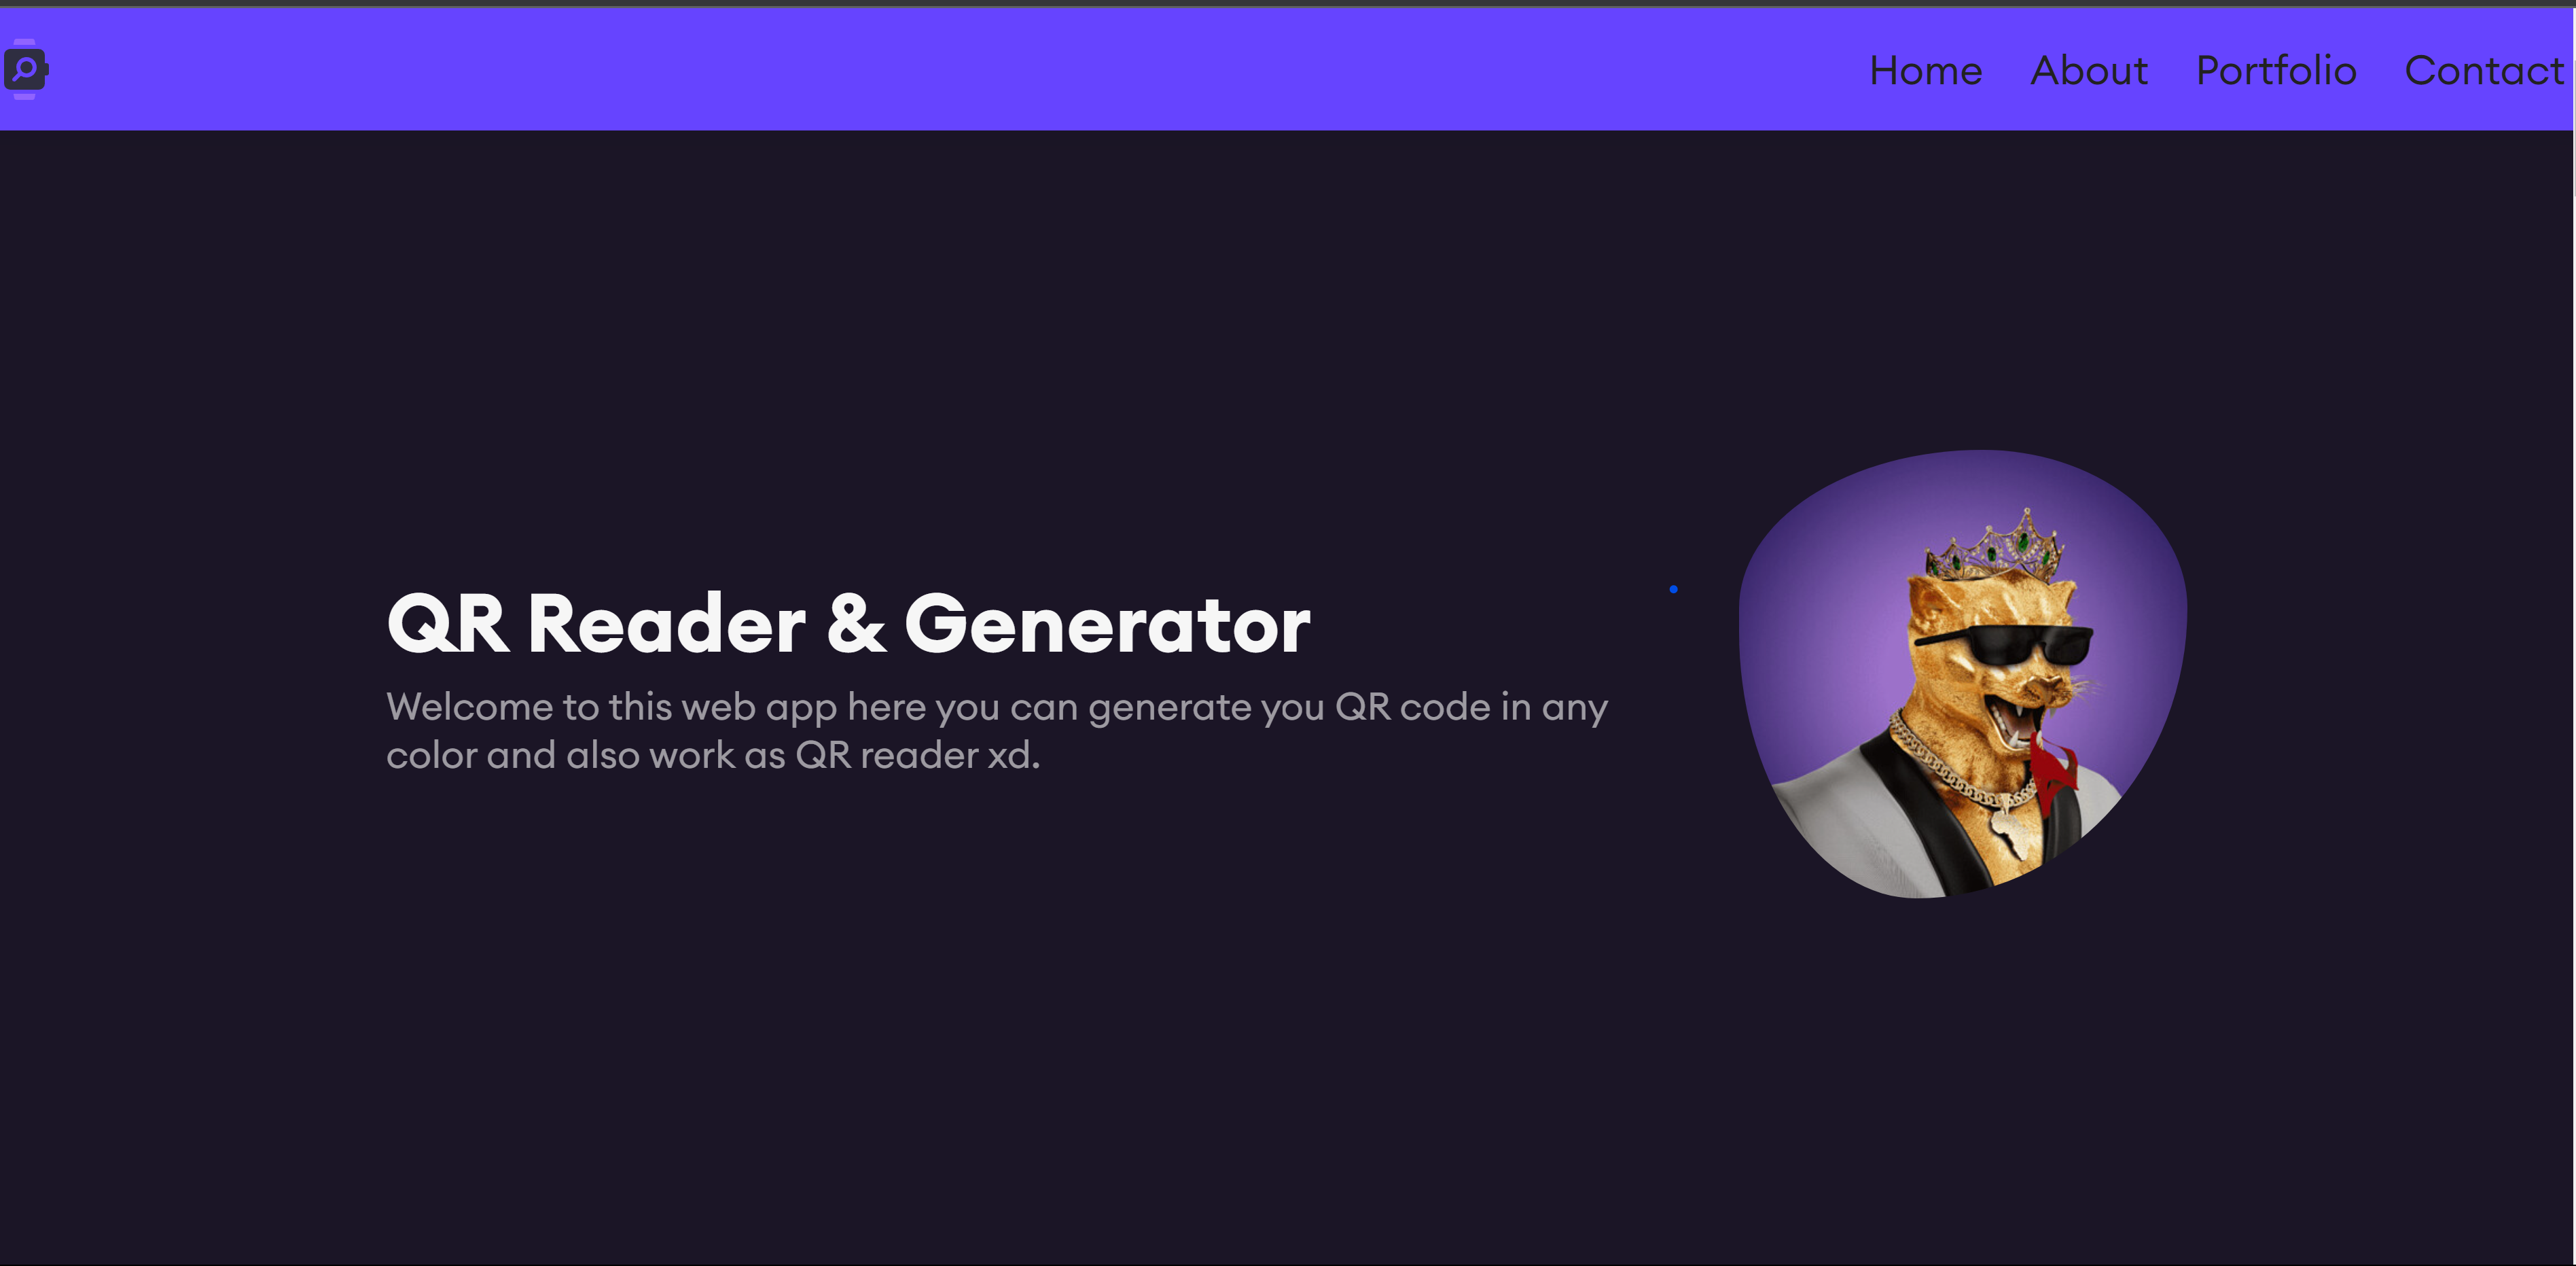 Home About Portfolio Contact
QR Reader & Generator
Welcome to this web app here you can generate you QR code in any
color and also work as QR reader xd.